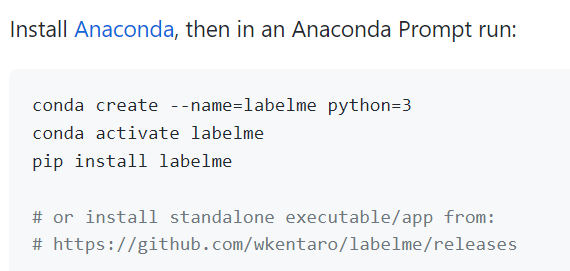 Install Anaconda, then in an Anaconda Prompt run:
conda create --name=labelme python=3
conda activate labelme
pip install labelme
# or install standalone executable/app from:
# https://github.com/wkentaro/labelme/releases